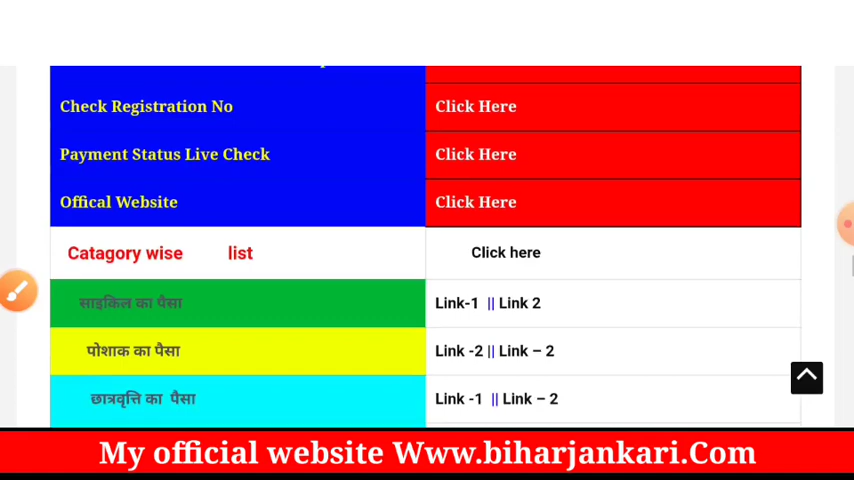 Check Registration No Click Here
Payment Status Live Check Click Here
Offical Website Click Here
Catagory wise list Click here
साइकिल का पैसा Link-1 || Link 2
पोशाक का पैसा Link -2 || Link – 2
छात्रवृत्ति का पैसा Link -1 || Link – 2
My official website Www.biharjankari.Com